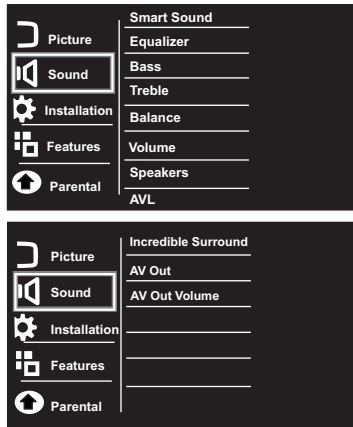 Picture
Sound
Installation
Features
Parental
Smart Sound
Equalizer
Bass
Treble
Balance
Volume
Speakers
AVL
Picture
Sound
Installation
Features
Parental
Incredible Surround
AV Out
AV Out Volume